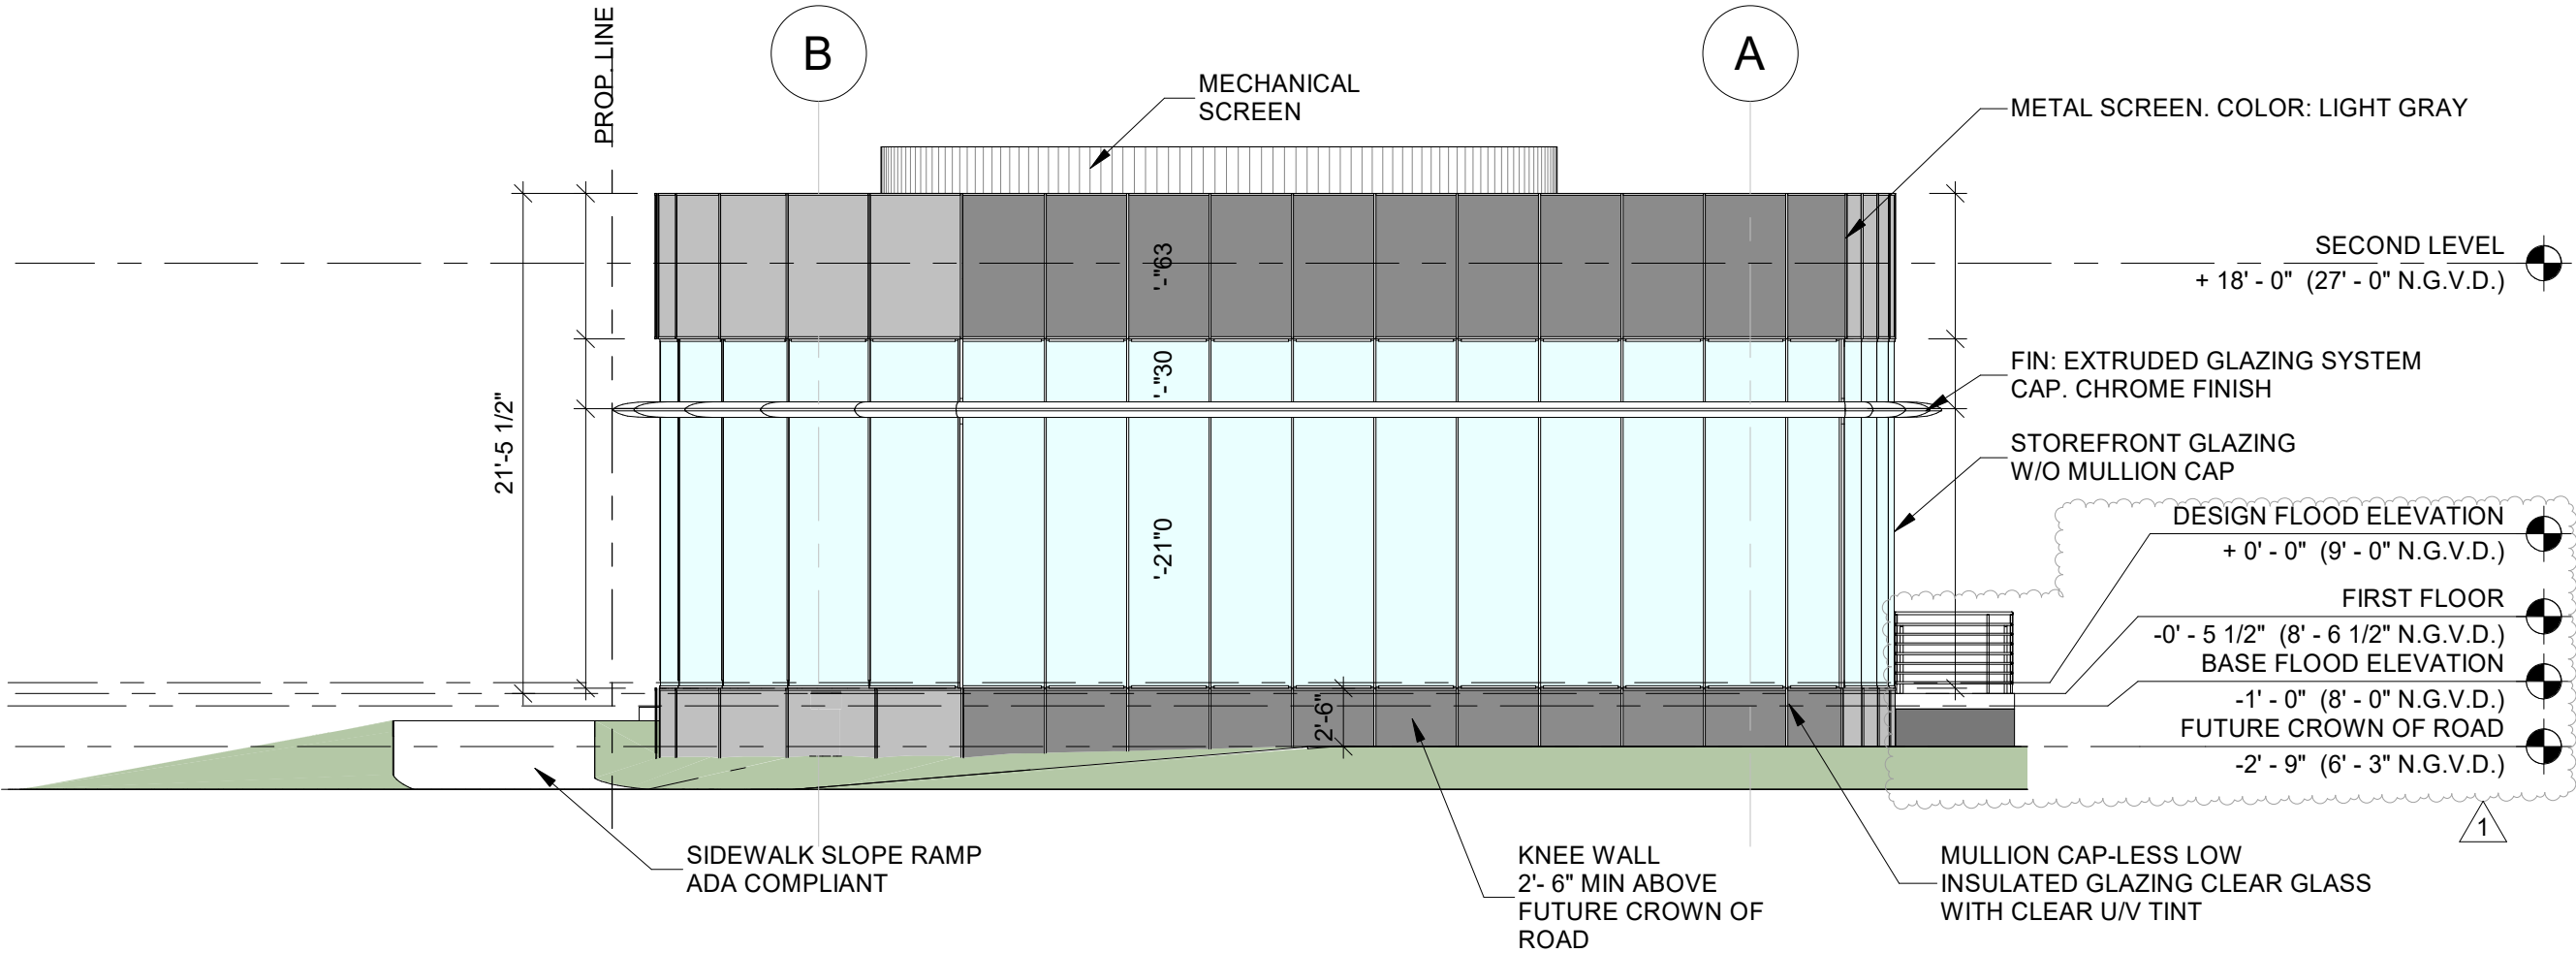 PROP. LINE
B
A
MECHANICAL
SCREEN
METAL SCREEN. COLOR: LIGHT GRAY
SECOND LEVEL
+ 18' - 0" (27' - 0" N.G.V.D.)
'-"63
'-"30
FIN: EXTRUDED GLAZING SYSTEM
CAP. CHROME FINISH
21'-5 1/2"
STOREFRONT GLAZING
W/O MULLION CAP
'-21"0
DESIGN FLOOD ELEVATION
+ 0' - 0" (9' - 0" N.G.V.D.)
FIRST FLOOR
-0' - 5 1/2" (8' - 6 1/2" N.G.V.D.)
BASE FLOOD ELEVATION
-1' - 0" (8' - 0" N.G.V.D.)
2'-6"
FUTURE CROWN OF ROAD
-2' - 9" (6' - 3" N.G.V.D.)
1
SIDEWALK SLOPE RAMP
ADA COMPLIANT
KNEE WALL
2'- 6" MIN ABOVE
FUTURE CROWN OF
ROAD
MULLION CAP-LESS LOW
INSULATED GLAZING CLEAR GLASS
WITH CLEAR U/V TINT